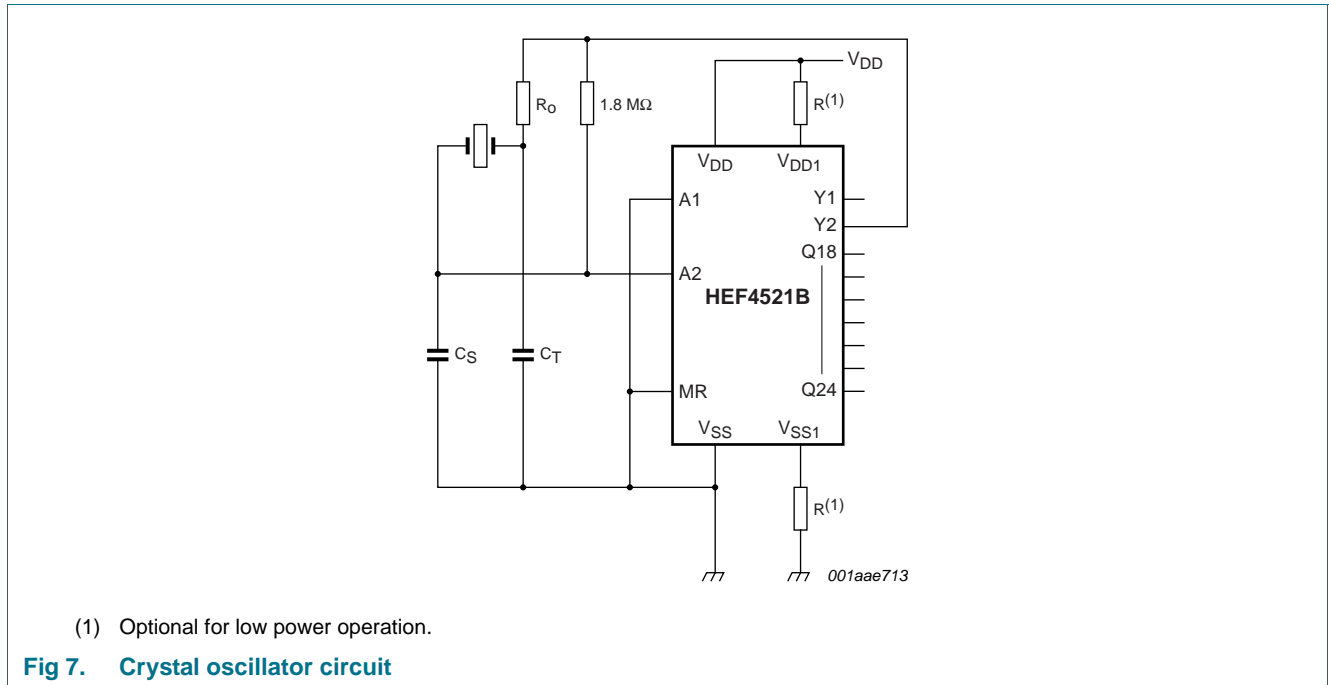 VDD
Ro
1.8 MΩ
R(1)
VDD
VDD1
A1
Y1
Y2
Q18
A2
HEF4521B
CS
CT
MR
Q24
VSS
VSS1
R(1)
001aae713
(1) Optional for low power operation.
Fig 7. Crystal oscillator circuit